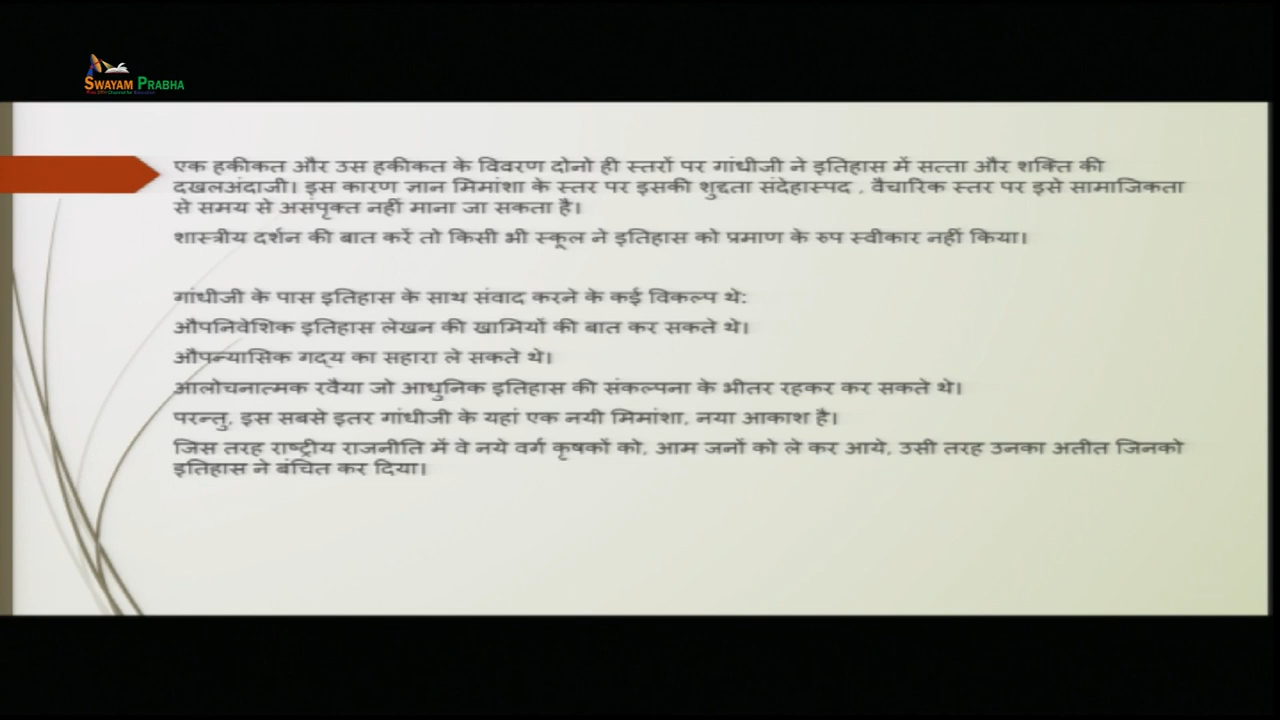 SWAYAM PRABHA
एक हकीकत और उस हकीकत के विवरण दोनो ही स्तरों पर गांधीजी ने इतिहास में सत्ता और शक्ति की
दखलअंदाजी। इस कारण ज्ञान मिमांशा के स्तर पर इसकी शुद्दता संदेहास्पद , वैचारिक स्तर पर इसे सामाजिकता
से समय से असंपृक्त नहीं माना जा सकता है।
शास्त्रीय दर्शन की बात करें तो किसी भी स्कूल ने इतिहास को प्रमाण के रुप स्वीकार नहीं किया।
गांधीजी के पास इतिहास के साथ संवाद करने के कई विकल्प थे:
औपनिवेशिक इतिहास लेखन की खामियों की बात कर सकते थे।
औपन्यासिक गद्य का सहारा ले सकते थे।
आलोचनात्मक रवैया जो आधुनिक इतिहास की संकल्पना के भीतर रहकर कर सकते थे।
परन्तु, इस सबसे इतर गांधीजी के यहां एक नयी मिमांशा, नया आकाश है।
जिस तरह राष्ट्रीय राजनीति में वे नये वर्ग कृषकों को, आम जनों को ले कर आये, उसी तरह उनका अतीत जिनको
इतिहास ने बंचित कर दिया।